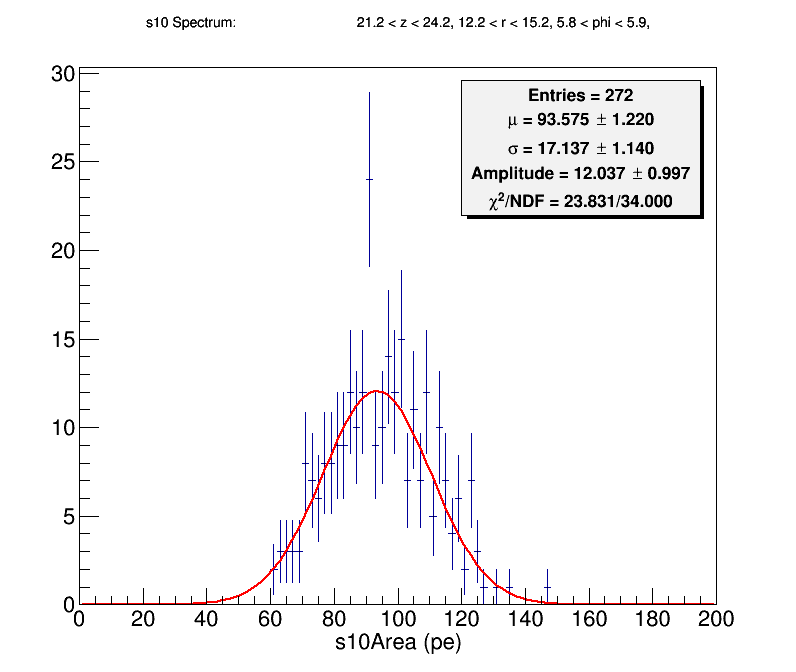 s10 Spectrum: 21.2 < z < 24.2, 12.2 < r < 15.2, 5.8 < phi < 5.9,
Entries = 272
μ = 93.575 ± 1.220
σ = 17.137 ± 1.140
Amplitude = 12.037 ± 0.997
χ²/NDF = 23.831/34.000
30
25
20
15
10
5
0
0 20 40 60 80 100 120 140 160 180 200
s10Area (pe)